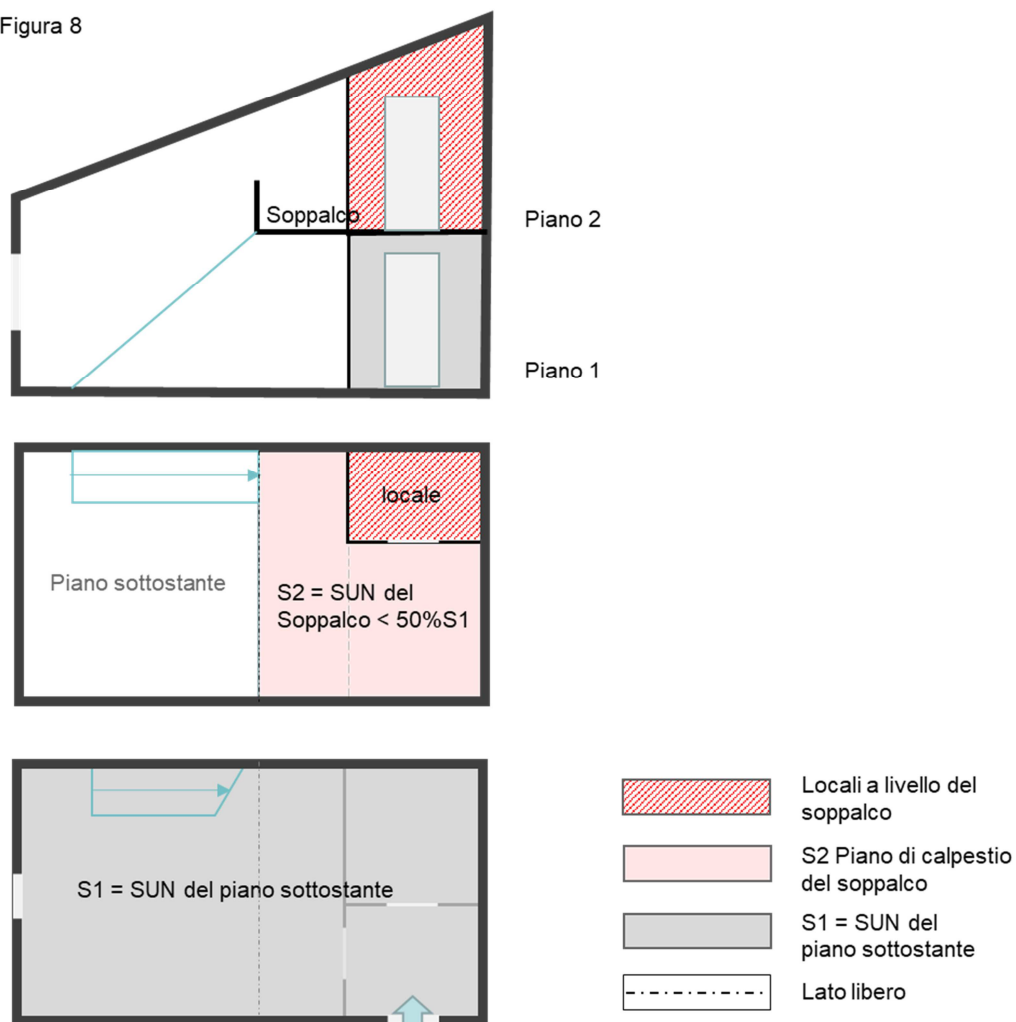 Figura 8
Soppalco
Piano 2
Piano 1
locale
Piano sottostante
S2 = SUN del
Soppalco < 50%S1
S1 = SUN del piano sottostante
Locali a livello del
soppalco
S2 Piano di calpestio
del soppalco
S1 = SUN del
piano sottostante
Lato libero